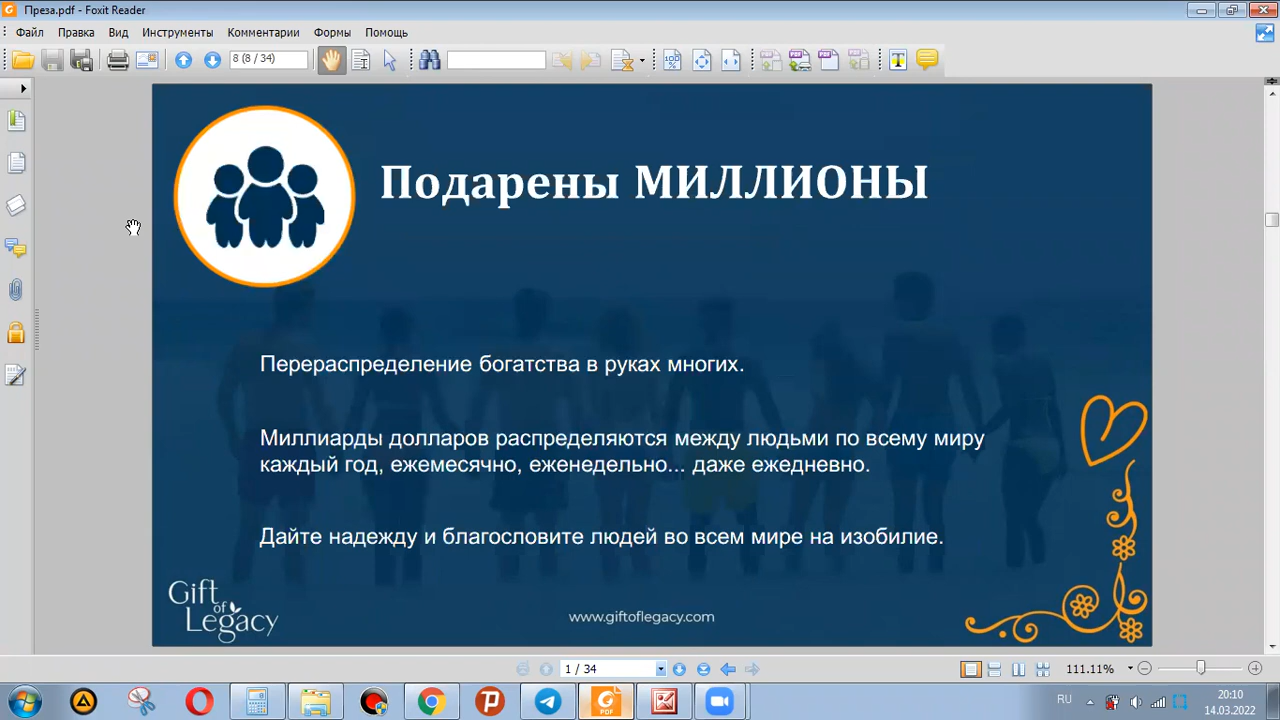 Преза.pdf - Foxit Reader
Файл Правка Вид Инструменты Комментарии Формы Помощь
8 (8 / 34)
Подарены МИЛЛИОНЫ
Перераспределение богатства в руках многих.
Миллиарды долларов распределяются между людьми по всему миру
каждый год, ежемесячно, еженедельно... даже ежедневно.
Дайте надежду и благословите людей во всем мире на изобилие.
Gift
of
Legacy
www.giftoflegacy.com
1 / 34
111.11%
RU
20:10
14.03.2022